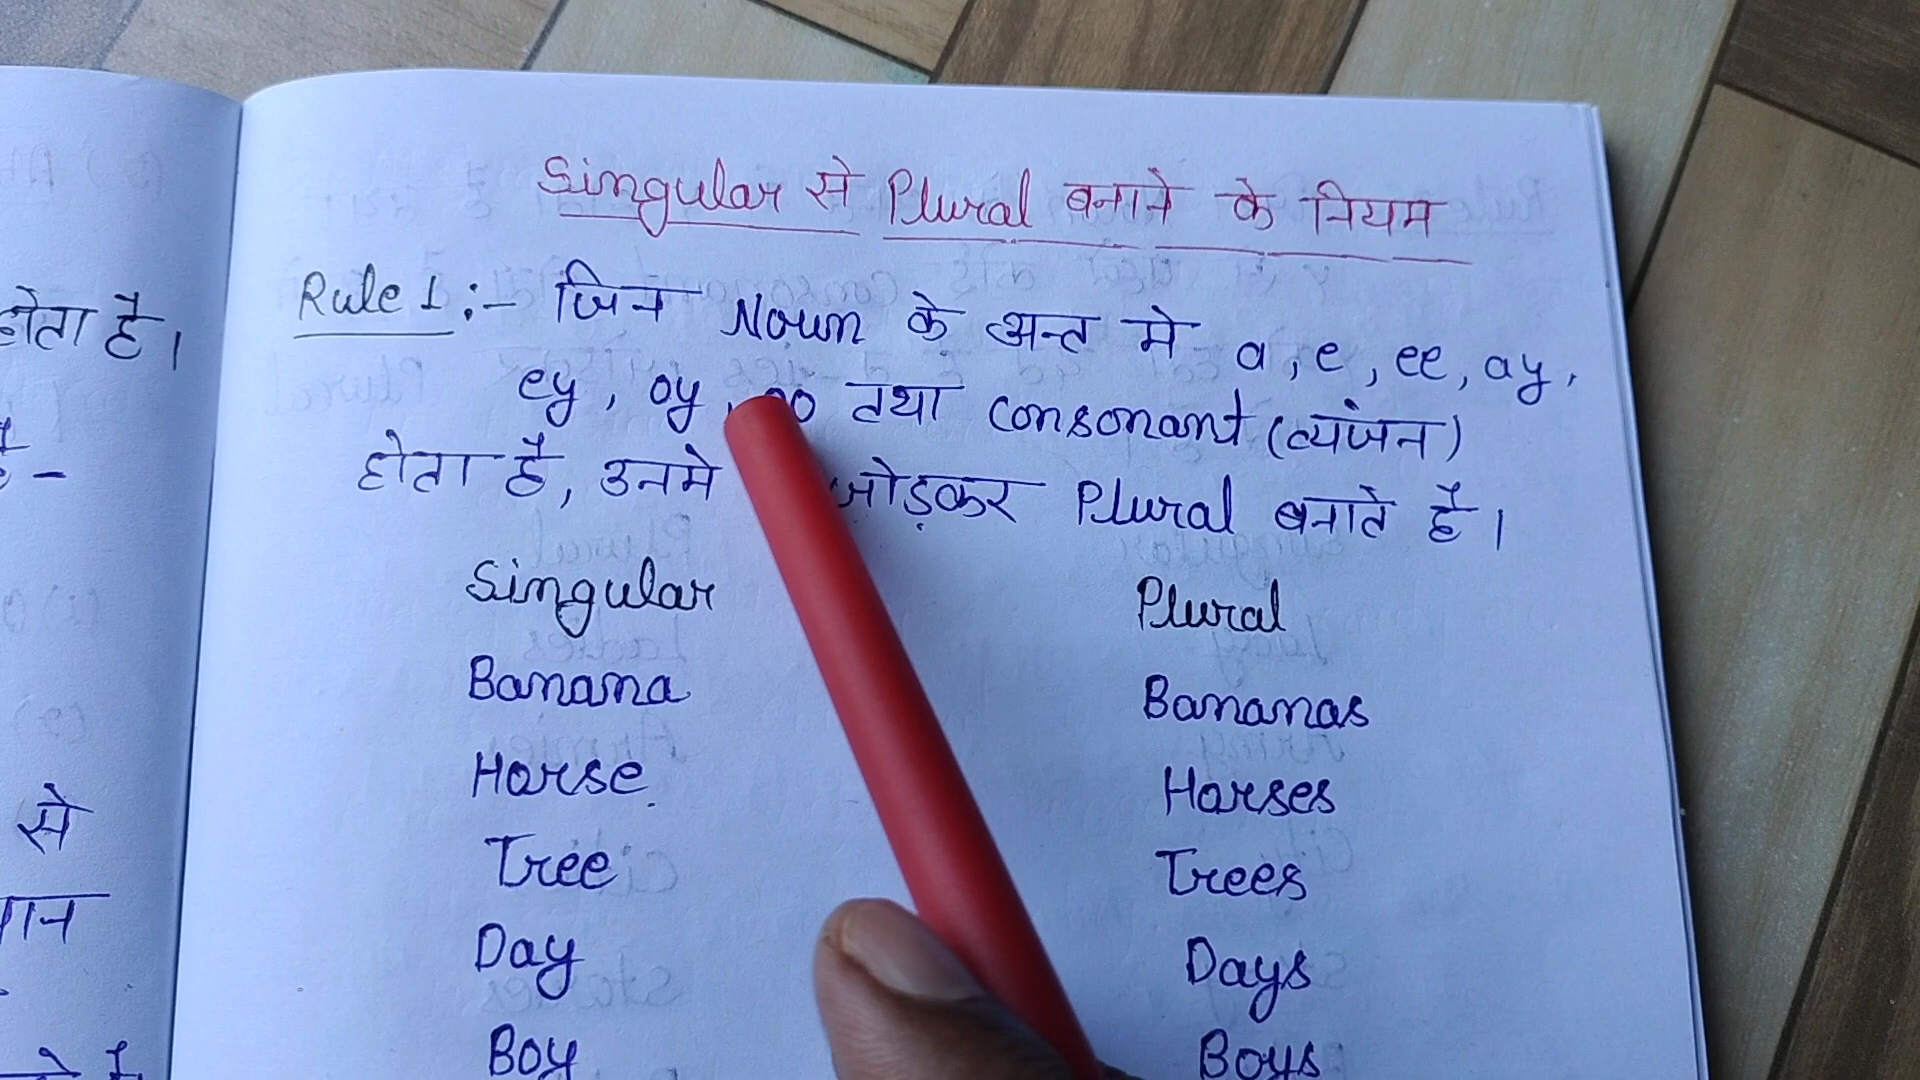 Singular से Plural बनाने के नियम
Rule 1 :- जिन Noun के अन्त मे a, e, ee, ay,
ey, oy, oo तथा consonant (व्यंजन)
होता है, उनमे जोड़कर Plural बनाते है।
Singular Plural
Banana Bananas
Horse Horses
Tree Trees
Day Days
Boy Boys
होता है।
से